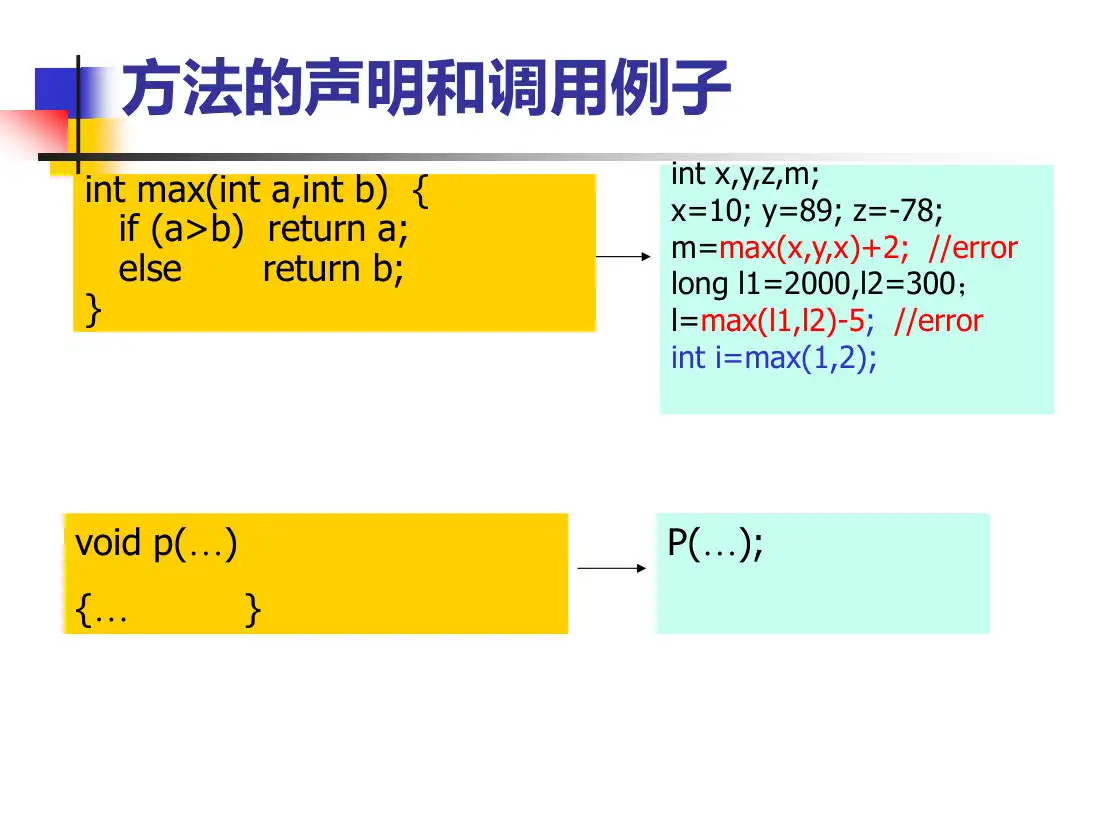 方法的声明和调用例子
int max(int a,int b) {
if (a>b) return a;
else return b;
}
int x,y,z,m;
x=10; y=89; z=-78;
m=max(x,y,x)+2; //error
long l1=2000,l2=300；
l=max(l1,l2)-5; //error
int i=max(1,2);
void p(…)
{… }
P(…);